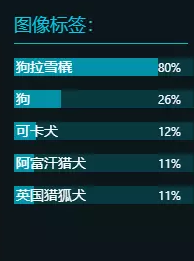 图像标签：
狗拉雪橇 80%
狗 26%
可卡犬 12%
阿富汗猎犬 11%
英国猎狐犬 11%